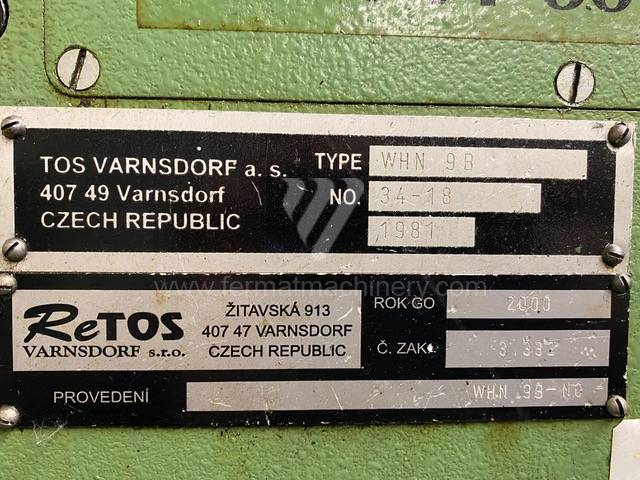 TOS VARNSDORF a. s.
407 49 Varnsdorf
CZECH REPUBLIC
TYPE WHN 9B
NO. 34-18
1981
www.fermatmachinery.com
ReTOS
VARNSDORF s.r.o.
ŽITAVSKÁ 913
407 47 VARNSDORF
CZECH REPUBLIC
ROK GO 2000
Č. ZAK.
PROVEDENÍ WHN 9B-NC